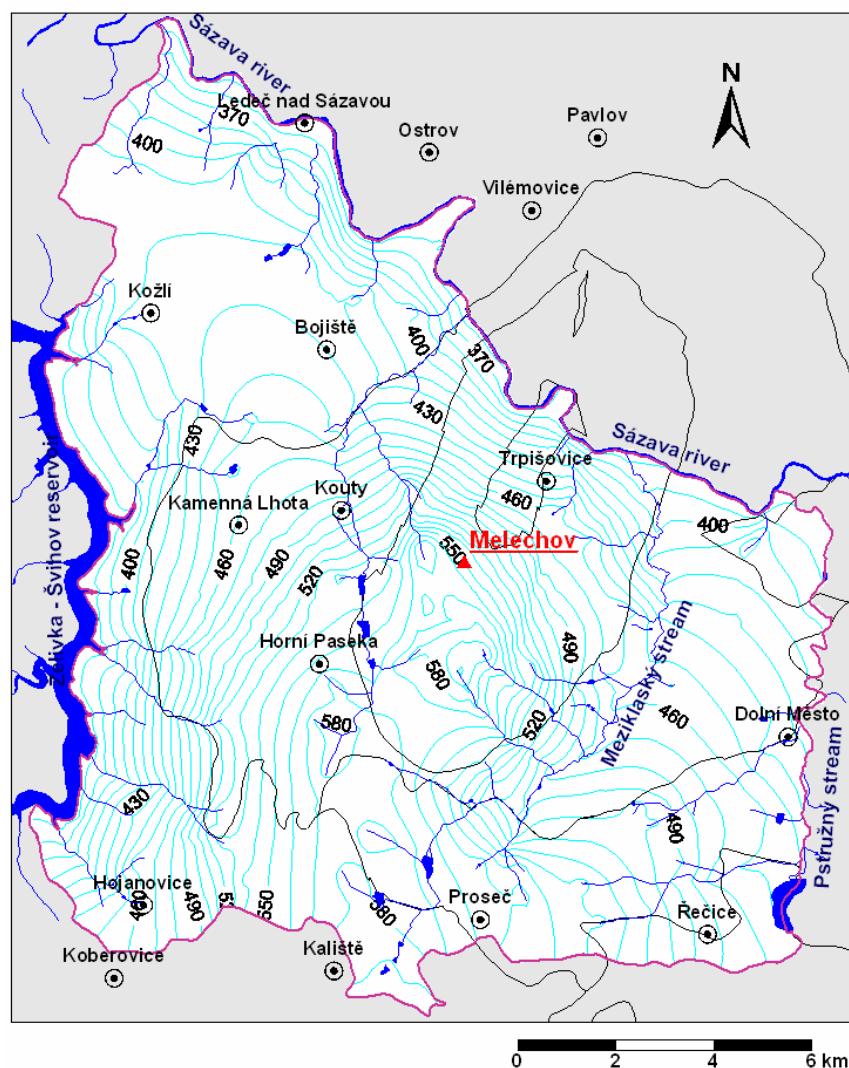 Sázava river
Ledeč nad Sázavou
N
Pavlov
370
Ostrov
400
Vilémovice
Kožlí
Bojiště
400
370
430
430
Sázava river
Trpišovice
460
Želivka - Švihov reservoir
Kamenná Lhota
Kouty
400
Melechov
550
400
460
490
520
490
Horní Paseka
580
Meziklaský stream
460
Dolní Město
580
520
430
Pstružný stream
490
Hojanovice
460
490
550
580
Proseč
Řečice
Koberovice
Kaliště
0 2 4 6 km